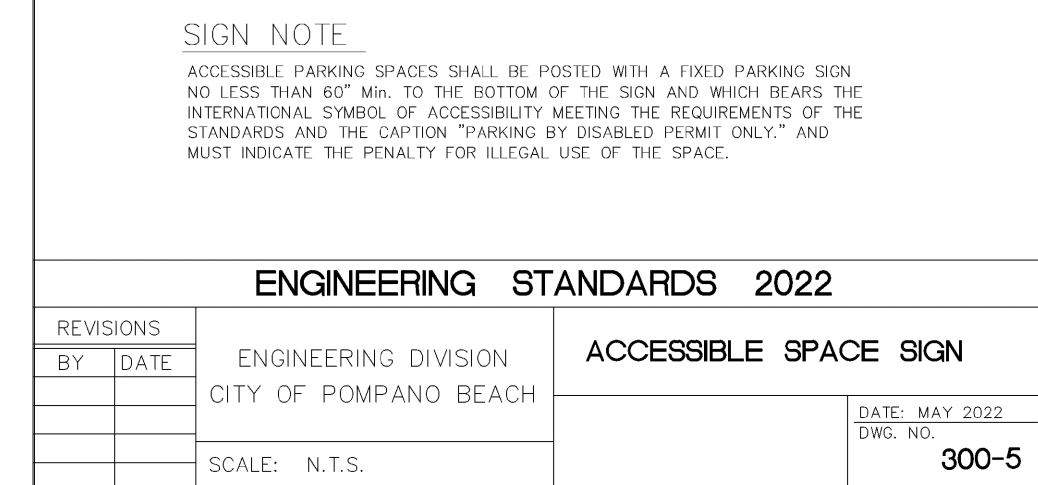 SIGN NOTE
ACCESSIBLE PARKING SPACES SHALL BE POSTED WITH A FIXED PARKING SIGN
NO LESS THAN 60" Min. TO THE BOTTOM OF THE SIGN AND WHICH BEARS THE
INTERNATIONAL SYMBOL OF ACCESSIBILITY MEETING THE REQUIREMENTS OF THE
STANDARDS AND THE CAPTION "PARKING BY DISABLED PERMIT ONLY." AND
MUST INDICATE THE PENALTY FOR ILLEGAL USE OF THE SPACE.
ENGINEERING STANDARDS 2022
REVISIONS
BY DATE
ENGINEERING DIVISION
CITY OF POMPANO BEACH
SCALE: N.T.S.
ACCESSIBLE SPACE SIGN
DATE: MAY 2022
DWG. NO.
300-5